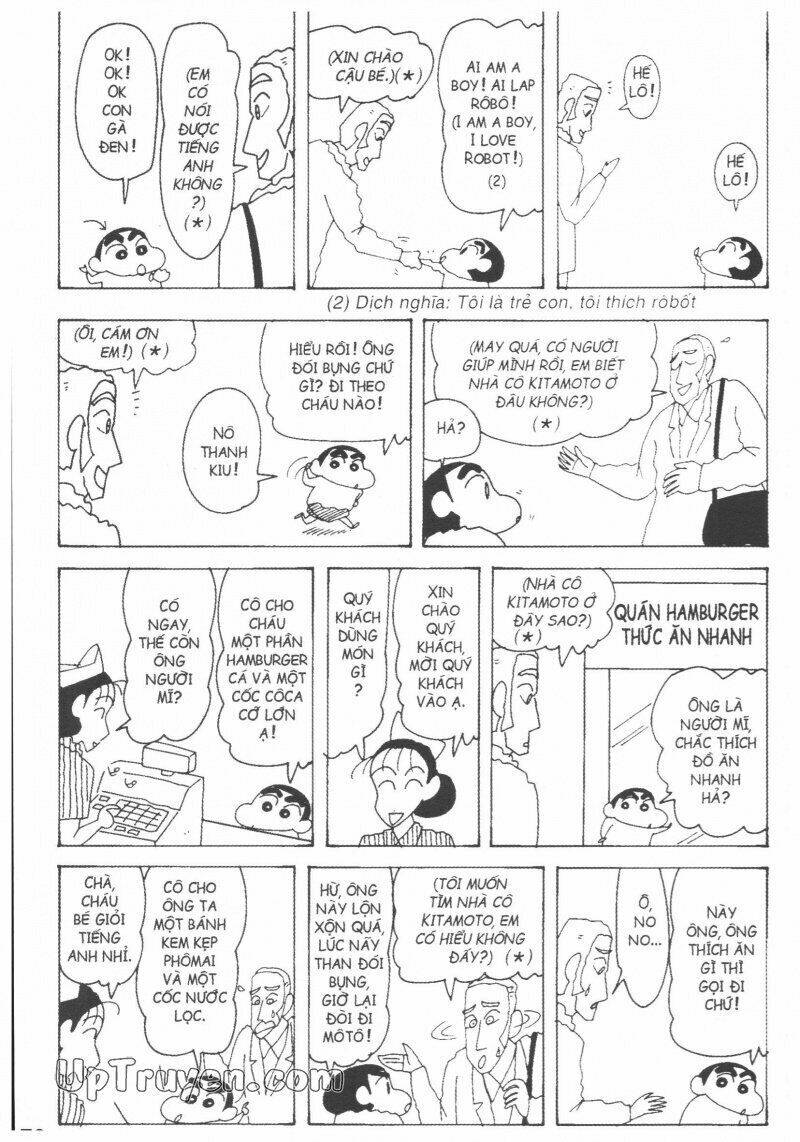 HẾ
LÔ!
HẾ
LÔ!
AI AM A
BOY! AI LAP
RÔBÔ!
(I AM A BOY,
I LOVE
ROBOT!)
(2)
(XIN CHÀO
CẬU BÉ.)(*)
(EM
CÓ
NÓI
ĐƯỢC
TIẾNG
ANH
KHÔNG
?)
(*)
OK!
OK!
OK
CON
GÀ
ĐEN!
(2) Dịch nghĩa: Tôi là trẻ con, tôi thích rôbốt
(MAY QUÁ, CÓ NGƯỜI
GIÚP MÌNH RỒI, EM BIẾT
NHÀ CÔ KITAMOTO Ở
ĐÂU KHÔNG?)
(*)
HẢ?
HIỂU RỒI! ÔNG
ĐÓI BỤNG CHỨ
GÌ? ĐI THEO
CHÁU NÀO!
NÔ
THANH
KIU!
(ÔI, CÁM ƠN
EM!) (*)
QUÁN HAMBURGER
THỨC ĂN NHANH
(NHÀ CÔ
KITAMOTO Ở
ĐÂY SAO?)
(*)
ÔNG LÀ
NGƯỜI MĨ,
CHẮC THÍCH
ĐỒ ĂN
NHANH
HẢ?
XIN
CHÀO
QUÝ
KHÁCH,
MỜI QUÝ
KHÁCH
VÀO Ạ.
QUÝ
KHÁCH
DÙNG
MÓN
GÌ
?
CÔ CHO
CHÁU
MỘT PHẦN
HAMBURGER
CÁ VÀ MỘT
CỐC CÔCA
CỠ LỚN
Ạ!
CÓ
NGAY,
THẾ CÒN
ÔNG
NGƯỜI
MĨ?
NÀY
ÔNG, ÔNG
THÍCH ĂN
GÌ THÌ
GỌI ĐI
CHỨ!
Ô,
NO
NO...
(TÔI MUỐN
TÌM NHÀ CÔ
KITAMOTO, EM
CÓ HIỂU KHÔNG
ĐẤY?) (*)
HỪ, ÔNG
NÀY LỘN
XỘN QUÁ,
LÚC NÃY
THAN ĐÓI
BỤNG,
GIỜ LẠI
ĐÒI ĐI
MÔTÔ!
CÔ CHO
ÔNG TA
MỘT BÁNH
KEM KẸP
PHÔMAI
VÀ MỘT
CỐC NƯỚC
LỌC.
CHÀ,
CHÁU
BÉ GIỎI
TIẾNG
ANH NHỈ.
UpTruyen.com